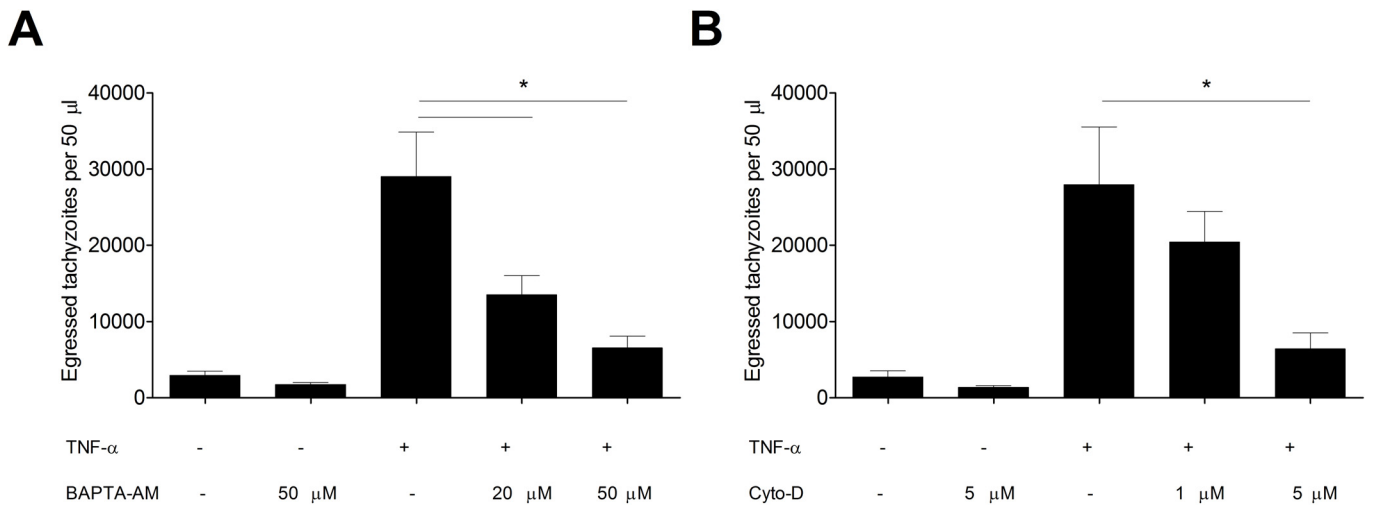 A
B
*
*
40000
30000
20000
10000
0
Egressed tachyzoites per 50 μl
40000
30000
20000
10000
0
Egressed tachyzoites per 50 μl
TNF-α - - + + +
BAPTA-AM - 50 μM - 20 μM 50 μM
TNF-α - - + + +
Cyto-D - 5 μM - 1 μM 5 μM